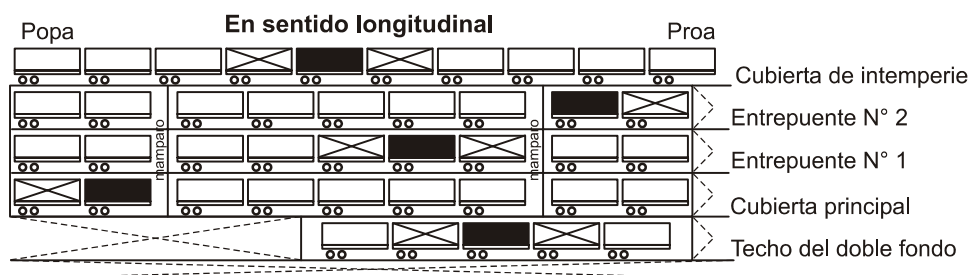 En sentido longitudinal
Popa
Proa
Cubierta de intemperie
Entrepuente N° 2
mamparo
mamparo
Entrepuente N° 1
Cubierta principal
Techo del doble fondo